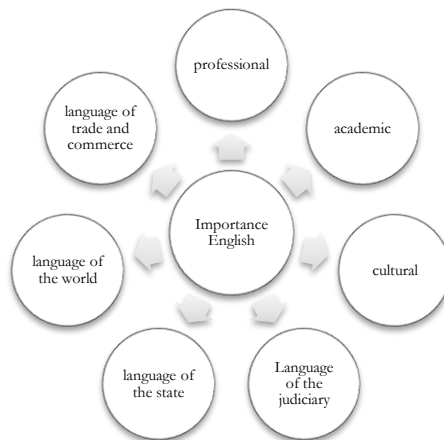 professional
academic
cultural
Language
of the
judiciary
language of
the state
language of
the world
language of
trade and
commerce
Importance
English